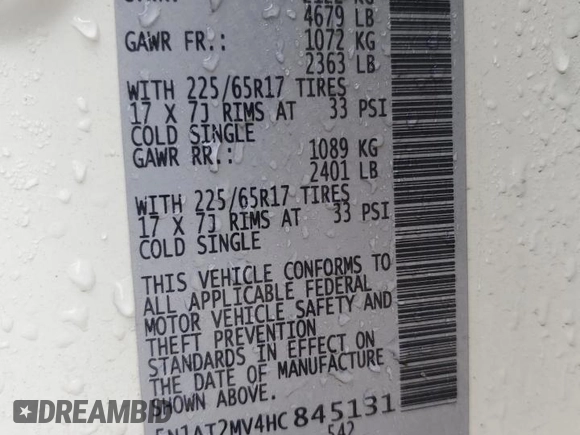 4679 LB
GAWR FR.: 1072 KG
2363 LB
WITH 225/65R17 TIRES
17 X 7J RIMS AT 33 PSI
COLD SINGLE
GAWR RR.: 1089 KG
2401 LB
WITH 225/65R17 TIRES
17 X 7J RIMS AT 33 PSI
COLD SINGLE
THIS VEHICLE CONFORMS TO
ALL APPLICABLE FEDERAL
MOTOR VEHICLE SAFETY AND
THEFT PREVENTION
STANDARDS IN EFFECT ON
THE DATE OF MANUFACTURE
SHOWN ABOVE.
5N1AT2MV4HC845131
DREAMBID